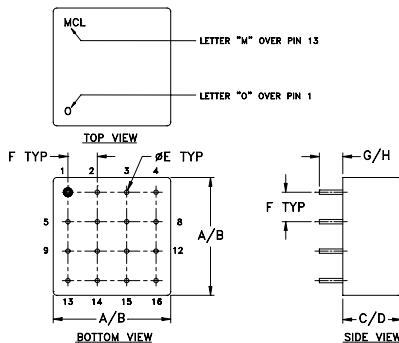 MCL
LETTER "M" OVER PIN 13
O
LETTER "O" OVER PIN 1
TOP VIEW
F TYP
ØE TYP
G/H
1 2 3 4
F TYP
5 8
A/B
9 12
13 14 15 16
A/B
C/D
BOTTOM VIEW
SIDE VIEW